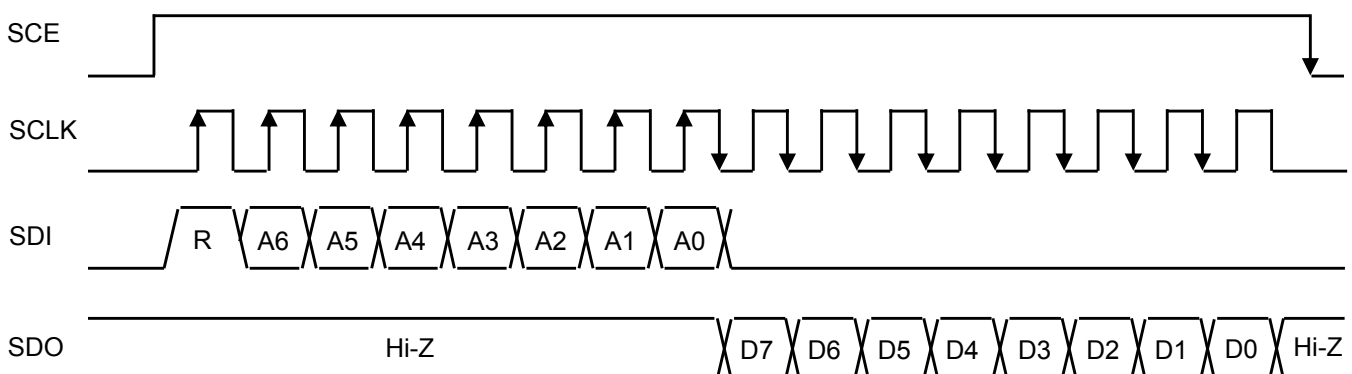 SCE
SCLK
SDI R A6 A5 A4 A3 A2 A1 A0
SDO Hi-Z D7 D6 D5 D4 D3 D2 D1 D0 Hi-Z